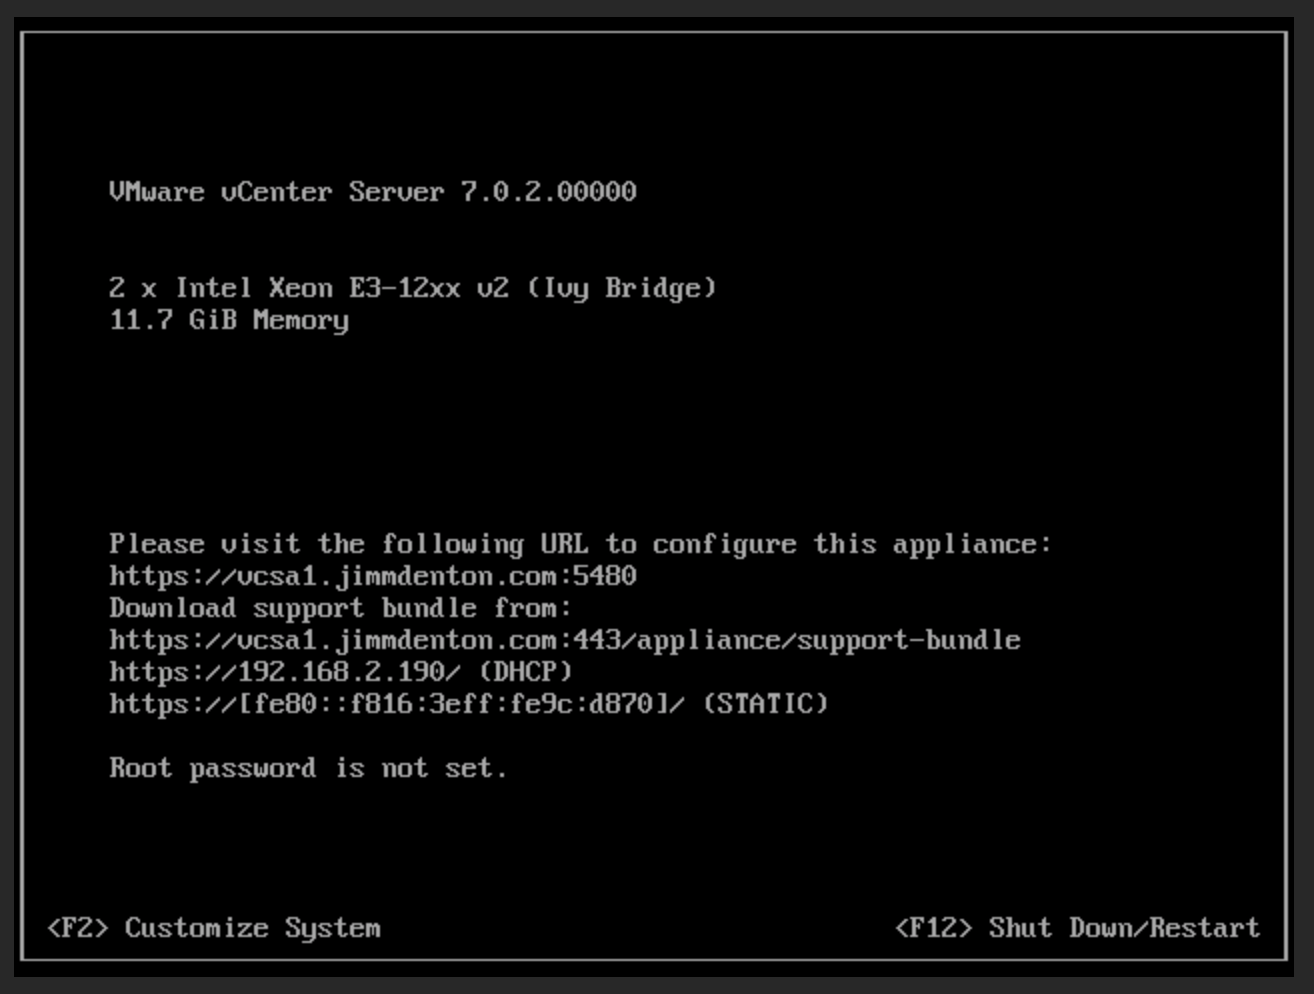 VMware vCenter Server 7.0.2.00000
2 x Intel Xeon E3-12xx v2 (Ivy Bridge)
11.7 GiB Memory
Please visit the following URL to configure this appliance:
https://vcsa1.jimmdenton.com:5480
Download support bundle from:
https://vcsa1.jimmdenton.com:443/appliance/support-bundle
https://192.168.2.190/ (DHCP)
https://[fe80::f816:3eff:fe9c:d870]/ (STATIC)
Root password is not set.
<F2> Customize System
<F12> Shut Down/Restart